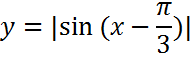 y = |sin (x − π/3)|